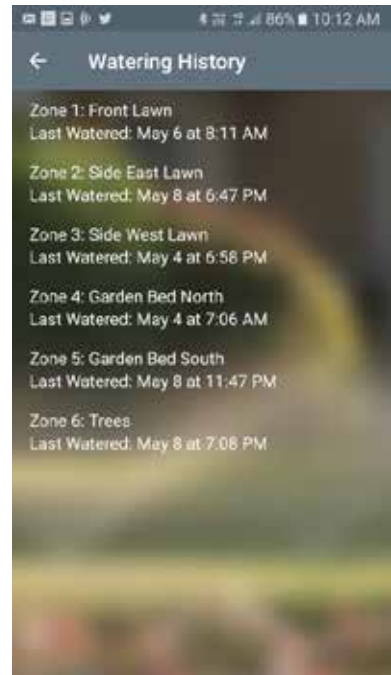 86% 10:12 AM
Watering History
Zone 1: Front Lawn
Last Watered: May 6 at 8:11 AM
Zone 2: Side East Lawn
Last Watered: May 8 at 6:47 PM
Zone 3: Side West Lawn
Last Watered: May 4 at 6:58 PM
Zone 4: Garden Bed North
Last Watered: May 4 at 7:06 AM
Zone 5: Garden Bed South
Last Watered: May 8 at 11:47 PM
Zone 6: Trees
Last Watered: May 8 at 7:08 PM